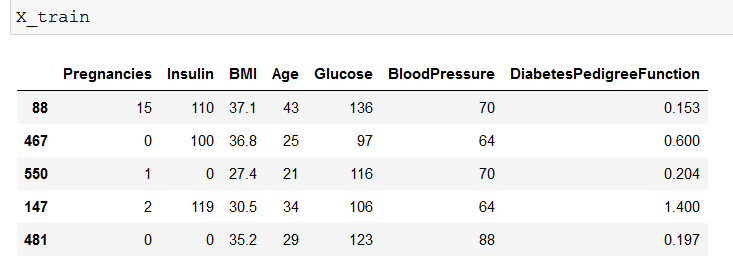 X_train
Pregnancies Insulin BMI Age Glucose BloodPressure DiabetesPedigreeFunction
88 15 110 37.1 43 136 70 0.153
467 0 100 36.8 25 97 64 0.600
550 1 0 27.4 21 116 70 0.204
147 2 119 30.5 34 106 64 1.400
481 0 0 35.2 29 123 88 0.197